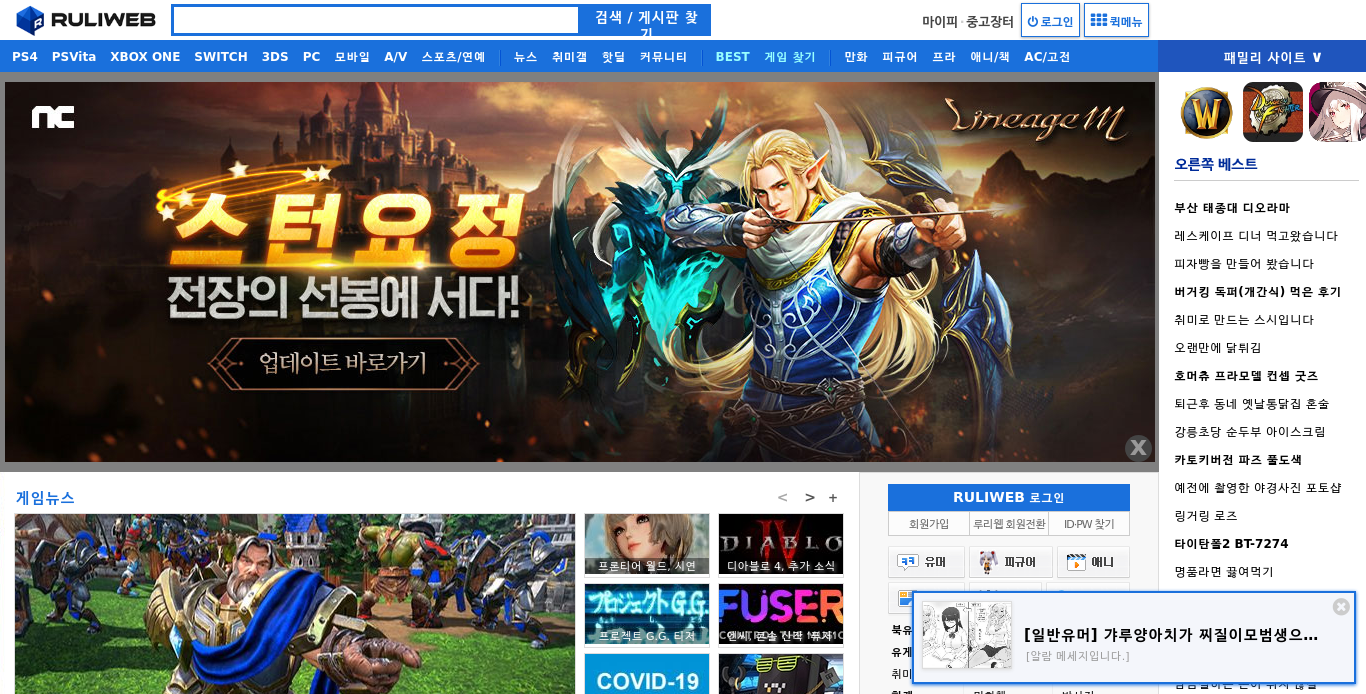 RULIWEB
검색 / 게시판 찾기
마이피 · 중고장터
로그인
퀵메뉴
PS4 PSVita XBOX ONE SWITCH 3DS PC 모바일 A/V 스포츠/연예 뉴스 취미갤 핫딜 커뮤니티 BEST 게임 찾기 만화 피규어 프라 애니/책 AC/고전
패밀리 사이트 ∨
nc
Lineage M
스턴요정
전장의 선봉에 서다!
업데이트 바로가기
X
오른쪽 베스트
부산 태종대 디오라마
레스케이프 디너 먹고왔습니다
피자빵을 만들어 봤습니다
버거킹 독퍼(개간식) 먹은 후기
취미로 만드는 스시입니다
오랜만에 닭튀김
호머츄 프라모델 컨셉 굿즈
퇴근후 동네 옛날통닭집 혼술
강릉초당 순두부 아이스크림
카토키버전 파즈 풀도색
예전에 촬영한 야경사진 포토샵
링거링 로즈
타이탄폴2 BT-7274
명품라면 끓여먹기
게임뉴스
< > +
프론티어 월드, 시연
DIABLO
IV
디아블로 4, 추가 소식
プロジェクト G.G.
프로젝트 G.G. 티저
FUSER
COVID-19
RULIWEB 로그인
회원가입
루리웹 회원전환
ID·PW 찾기
유머
피규어
애니
[일반유머] 갸루양아치가 찌질이모범생으...
[알람 메세지입니다.]